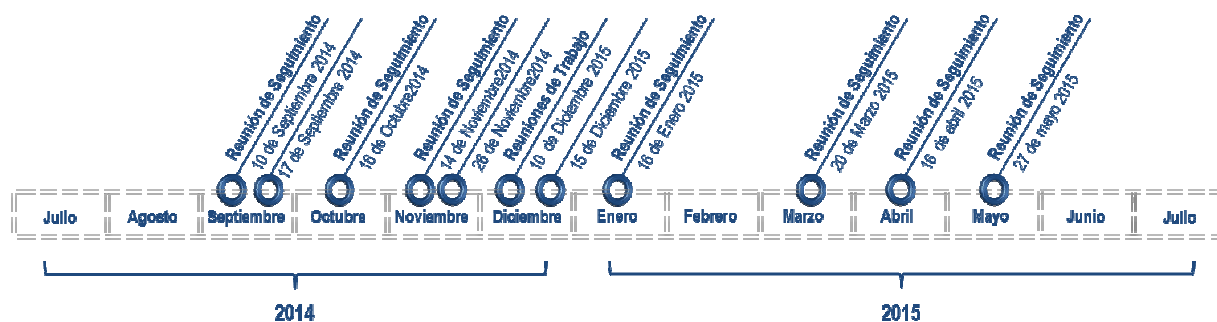 Reunión de Seguimiento
10 de Septiembre 2014
17 de Septiembre 2014
Reunión de Seguimiento
16 de Octubre2014
Reunión de Seguimiento
14 de Noviembre2014
26 de Noviembre2014
Reuniones de Trabajo
10 de Diciembre 2015
15 de Diciembre 2015
Reunión de Seguimiento
16 de Enero 2015
Reunión de Seguimiento
20 de Marzo 2015
Reunión de Seguimiento
16 de abril 2015
Reunión de Seguimiento
27 de mayo 2015
Julio
Agosto
Septiembre
Octubre
Noviembre
Diciembre
Enero
Febrero
Marzo
Abril
Mayo
Junio
Julio
2014
2015